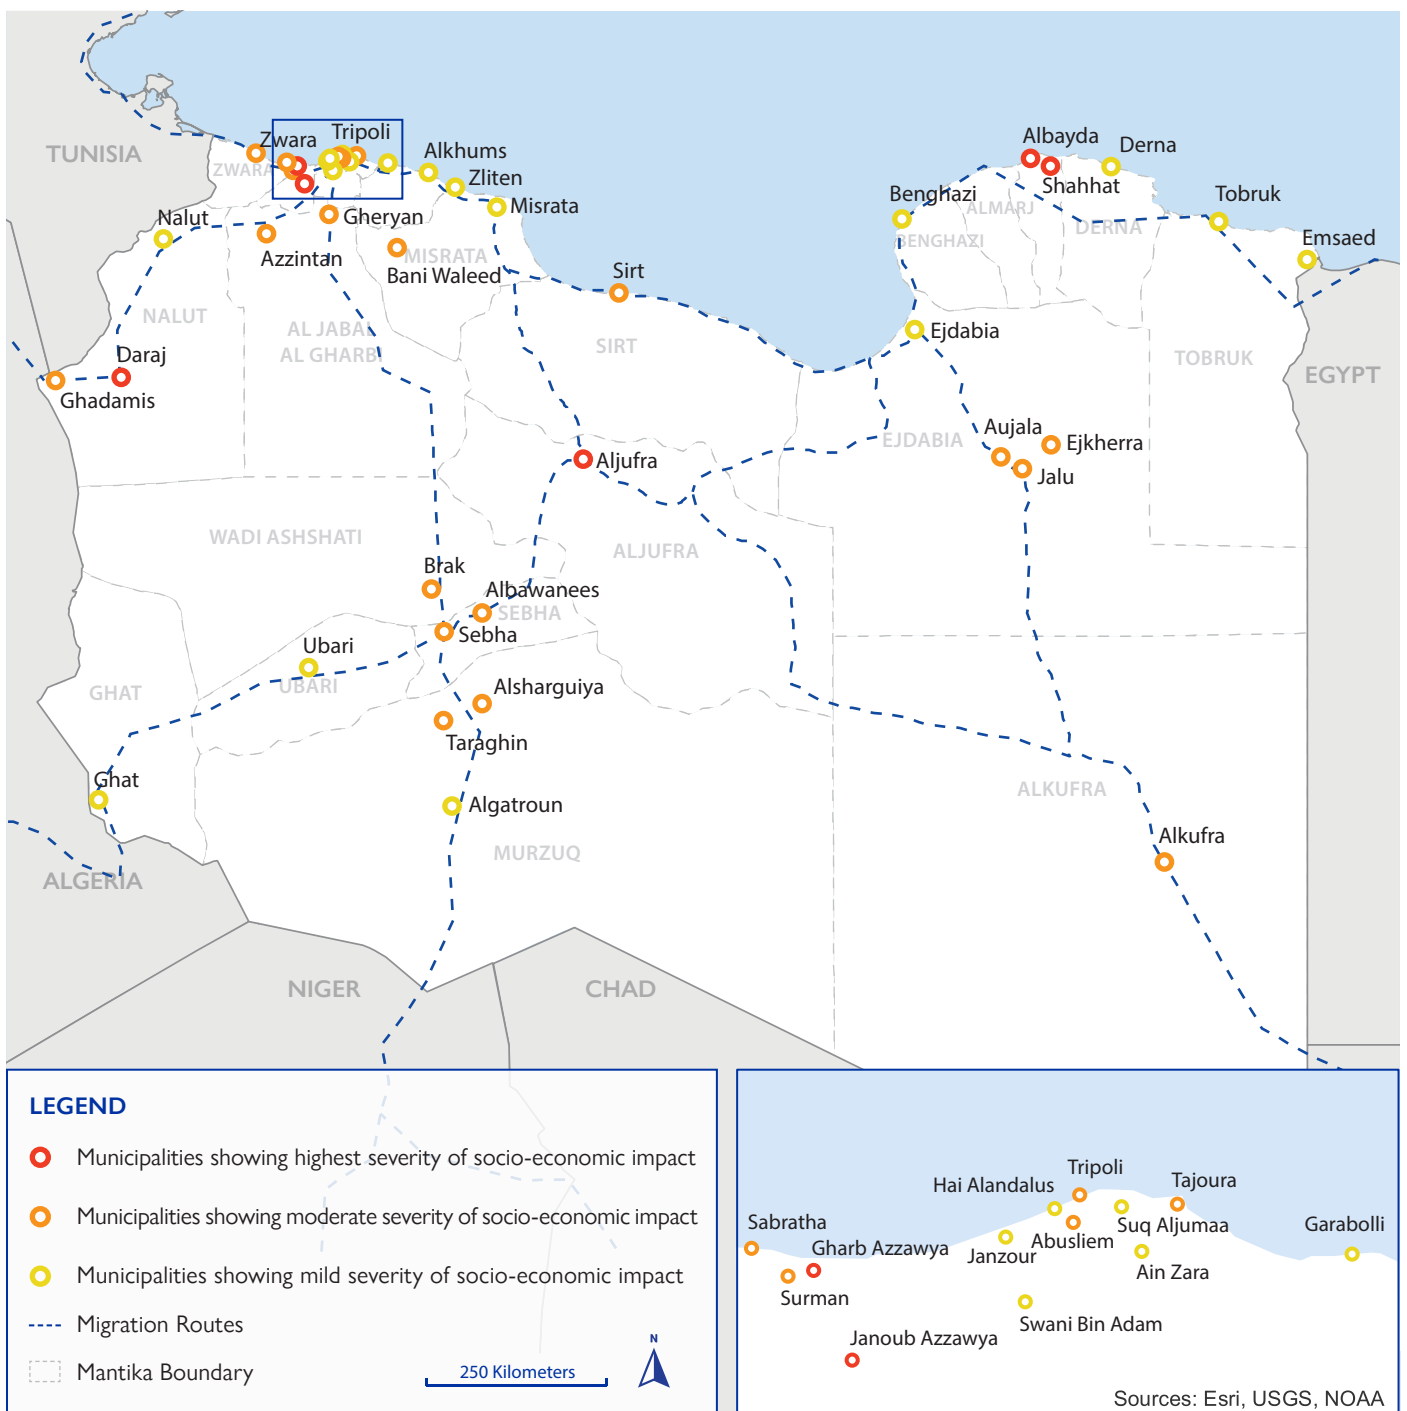 TUNISIA
Zwara
Tripoli
ZWARA
Alkhums
Zliten
Misrata
Nalut
Gheryan
Azzintan
MISRATA
Bani Waleed
Sirt
Albayda
Derna
Shahhat
Benghazi
ALMARJ
BENGHAZI
DERNA
Tobruk
Emsaed
NALUT
AL JABAL
AL GHARBI
SIRT
Ejdabia
TOBRUK
EGYPT
Daraj
Ghadamis
Aljufra
EJDABIA
Aujala
Ejkherra
Jalu
WADI ASHSHATI
ALJUFRA
Brak
Albawanees
SEBHA
Sebha
Ubari
UBARI
GHAT
Alsharguiya
Taraghin
Ghat
Algatroun
MURZUQ
ALKUFRA
Alkufra
ALGERIA
NIGER
CHAD
LEGEND
Municipalities showing highest severity of socio-economic impact
Municipalities showing moderate severity of socio-economic impact
Municipalities showing mild severity of socio-economic impact
Migration Routes
Mantika Boundary
250 Kilometers
N
Tripoli
Hai Alandalus
Tajoura
Sabratha
Suq Aljumaa
Garabolli
Gharb Azzawya
Janzour
Abusliem
Ain Zara
Surman
Swani Bin Adam
Janoub Azzawya
Sources: Esri, USGS, NOAA